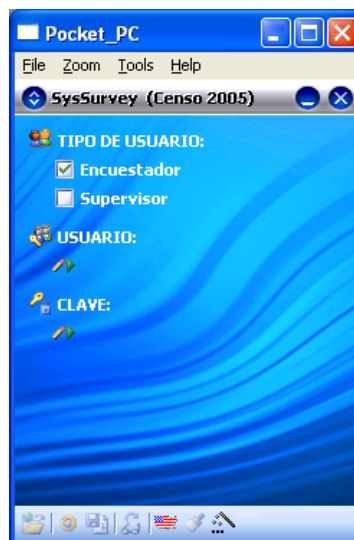 Pocket_PC
File Zoom Tools Help
SysSurvey (Censo 2005)
TIPO DE USUARIO:
Encuestador
Supervisor
USUARIO:
CLAVE: